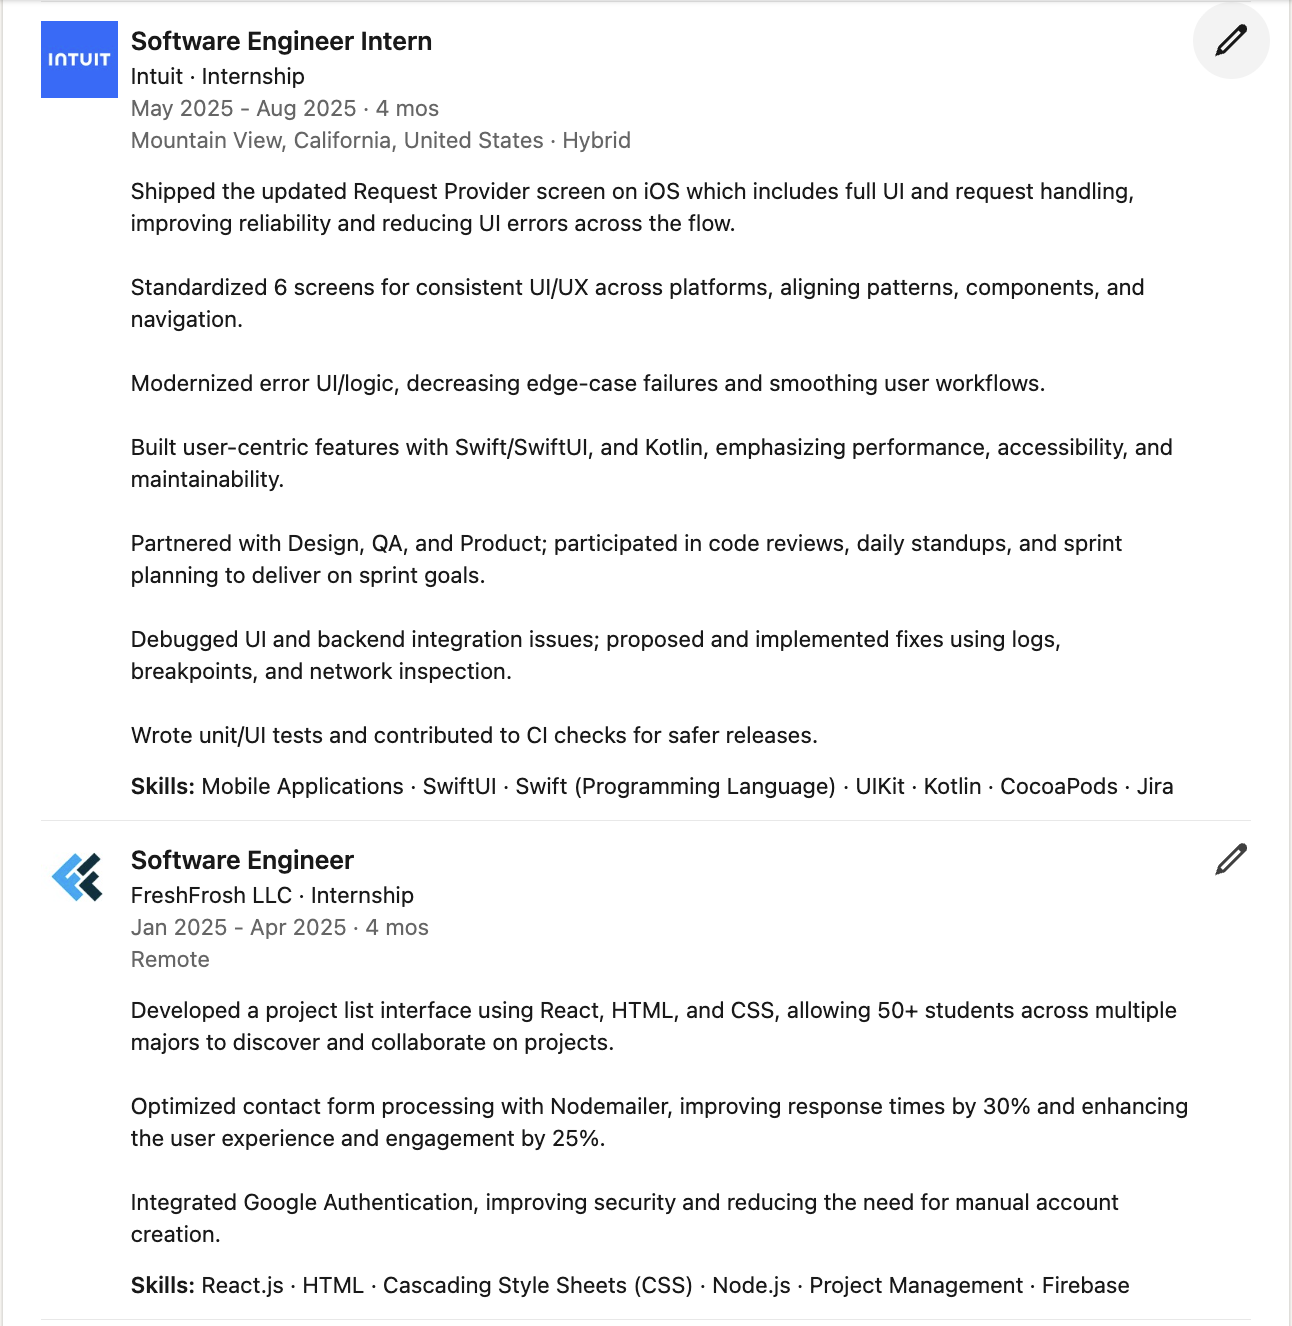 INTUIT
Software Engineer Intern
Intuit · Internship
May 2025 - Aug 2025 · 4 mos
Mountain View, California, United States · Hybrid
Shipped the updated Request Provider screen on iOS which includes full UI and request handling,
improving reliability and reducing UI errors across the flow.
Standardized 6 screens for consistent UI/UX across platforms, aligning patterns, components, and
navigation.
Modernized error UI/logic, decreasing edge-case failures and smoothing user workflows.
Built user-centric features with Swift/SwiftUI, and Kotlin, emphasizing performance, accessibility, and
maintainability.
Partnered with Design, QA, and Product; participated in code reviews, daily standups, and sprint
planning to deliver on sprint goals.
Debugged UI and backend integration issues; proposed and implemented fixes using logs,
breakpoints, and network inspection.
Wrote unit/UI tests and contributed to CI checks for safer releases.
Skills: Mobile Applications · SwiftUI · Swift (Programming Language) · UIKit · Kotlin · CocoaPods · Jira
Software Engineer
FreshFrosh LLC · Internship
Jan 2025 - Apr 2025 · 4 mos
Remote
Developed a project list interface using React, HTML, and CSS, allowing 50+ students across multiple
majors to discover and collaborate on projects.
Optimized contact form processing with Nodemailer, improving response times by 30% and enhancing
the user experience and engagement by 25%.
Integrated Google Authentication, improving security and reducing the need for manual account
creation.
Skills: React.js · HTML · Cascading Style Sheets (CSS) · Node.js · Project Management · Firebase